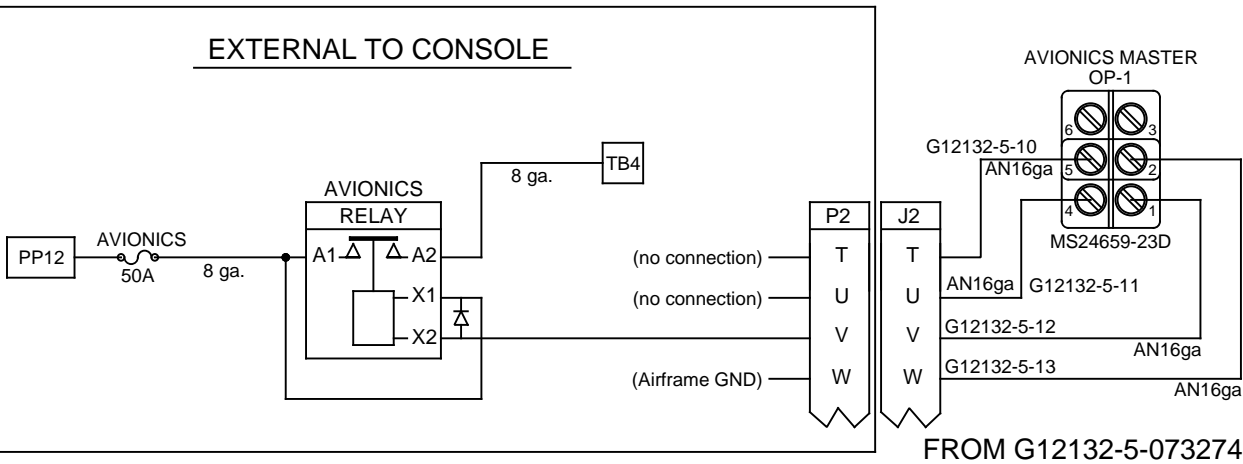 EXTERNAL TO CONSOLE
AVIONICS MASTER
OP-1
6
3
5
2
4
1
MS24659-23D
G12132-5-10
AN16ga
TB4
8 ga.
AVIONICS
RELAY
A1
A2
X1
X2
PP12
AVIONICS
50A
8 ga.
P2
J2
(no connection)
T
T
(no connection)
U
U
AN16ga
G12132-5-11
V
V
G12132-5-12
AN16ga
(Airframe GND)
W
W
G12132-5-13
AN16ga
FROM G12132-5-073274